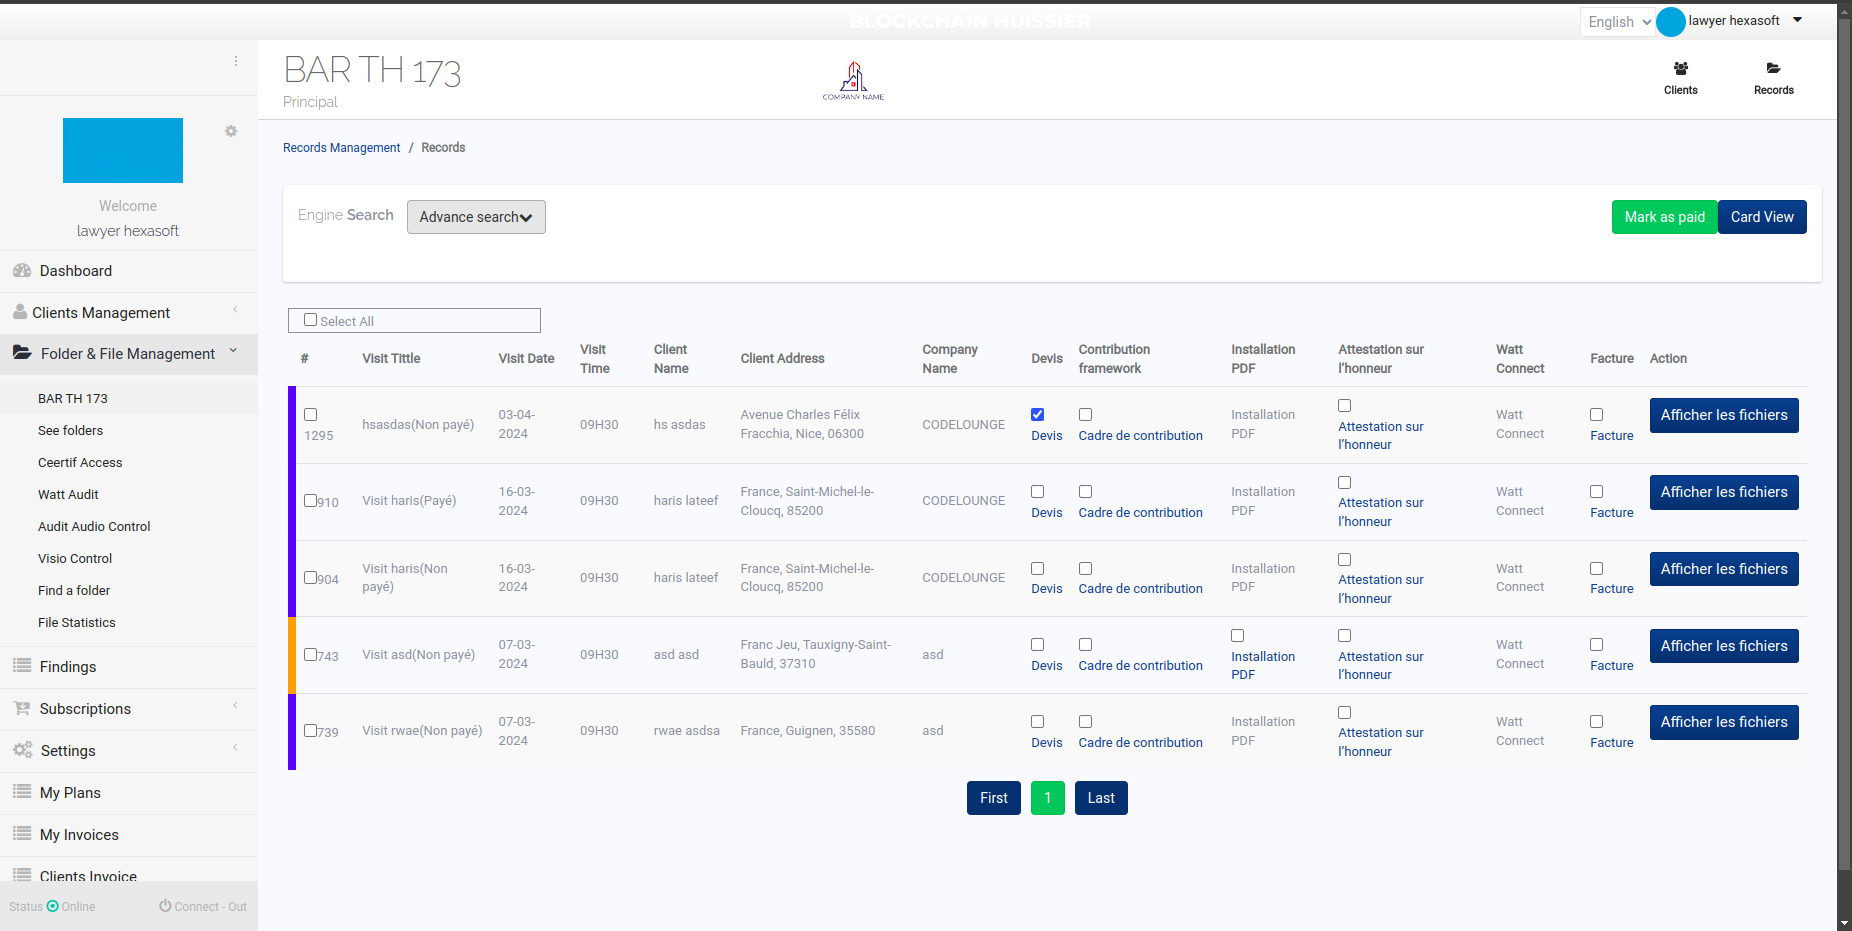 BLOCKCHAIN HUISSIER
English
lawyer hexasoft
BAR TH 173
Principal
COMPANY NAME
Clients
Records
Welcome
lawyer hexasoft
Dashboard
Clients Management
Folder & File Management
BAR TH 173
See folders
Ceertif Access
Watt Audit
Audit Audio Control
Visio Control
Find a folder
File Statistics
Findings
Subscriptions
Settings
My Plans
My Invoices
Clients Invoice
Status Online
Connect - Out
Records Management / Records
Engine Search
Advance search
Mark as paid
Card View
Select All
#
Visit Tittle
Visit Date
Visit
Time
Client
Name
Client Address
Company
Name
Devis
Contribution
framework
Installation
PDF
Attestation sur
l'honneur
Watt
Connect
Facture
Action
1295
hsasdas(Non payé)
03-04-
2024
09H30
hs asdas
Avenue Charles Félix
Fracchia, Nice, 06300
CODELOUNGE
Devis
Cadre de contribution
Installation
PDF
Attestation sur
l'honneur
Watt
Connect
Facture
Afficher les fichiers
910
Visit haris(Payé)
16-03-
2024
09H30
haris lateef
France, Saint-Michel-le-
Cloucq, 85200
CODELOUNGE
Devis
Cadre de contribution
Installation
PDF
Attestation sur
l'honneur
Watt
Connect
Facture
Afficher les fichiers
904
Visit haris(Non
payé)
16-03-
2024
09H30
haris lateef
France, Saint-Michel-le-
Cloucq, 85200
CODELOUNGE
Devis
Cadre de contribution
Installation
PDF
Attestation sur
l'honneur
Watt
Connect
Facture
Afficher les fichiers
743
Visit asd(Non payé)
07-03-
2024
09H30
asd asd
Franc Jeu, Tauxigny-Saint-
Bauld, 37310
asd
Devis
Cadre de contribution
Installation
PDF
Attestation sur
l'honneur
Watt
Connect
Facture
Afficher les fichiers
739
Visit rwae(Non payé)
07-03-
2024
09H30
rwae asdsa
France, Guignen, 35580
asd
Devis
Cadre de contribution
Installation
PDF
Attestation sur
l'honneur
Watt
Connect
Facture
Afficher les fichiers
First
1
Last